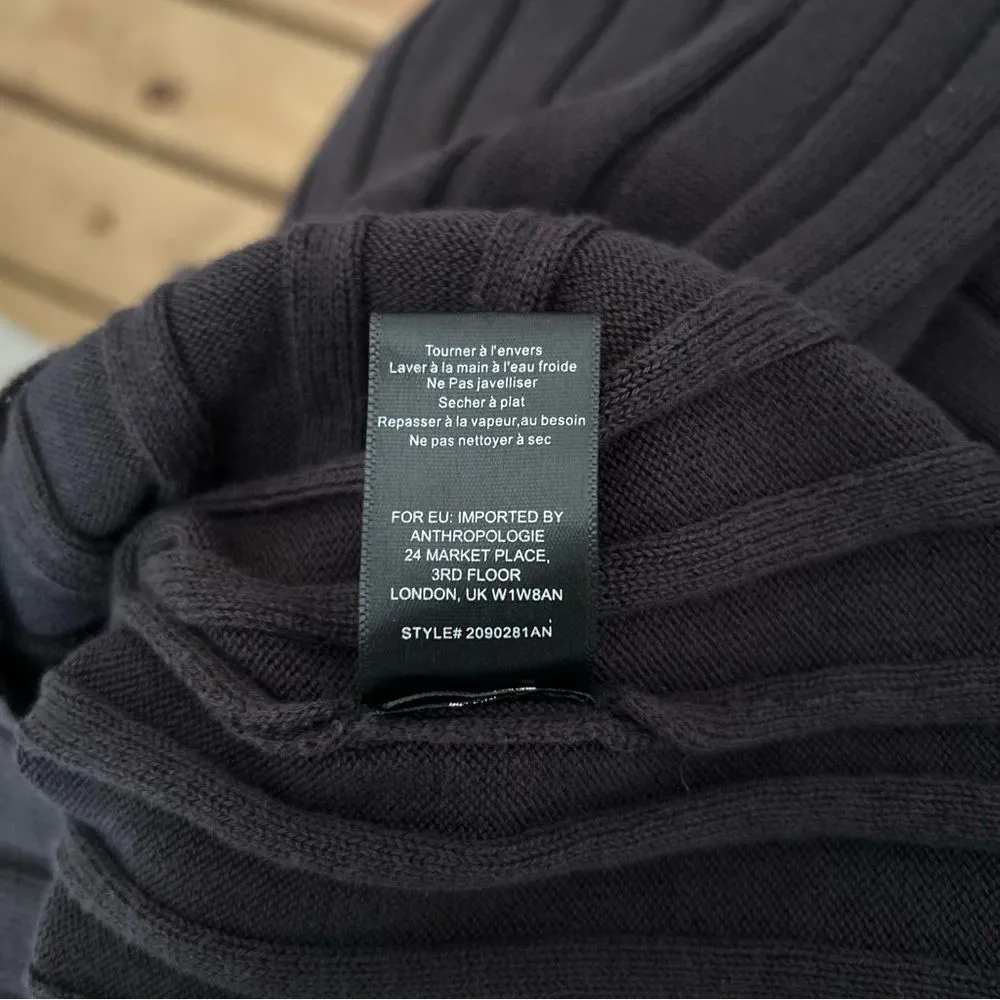 Tourner à l'envers
Laver à la main à l'eau froide
Ne Pas javelliser
Secher à plat
Repasser à la vapeur,au besoin
Ne pas nettoyer à sec
FOR EU: IMPORTED BY
ANTHROPOLOGIE
24 MARKET PLACE,
3RD FLOOR
LONDON, UK W1W8AN
STYLE# 2090281AN